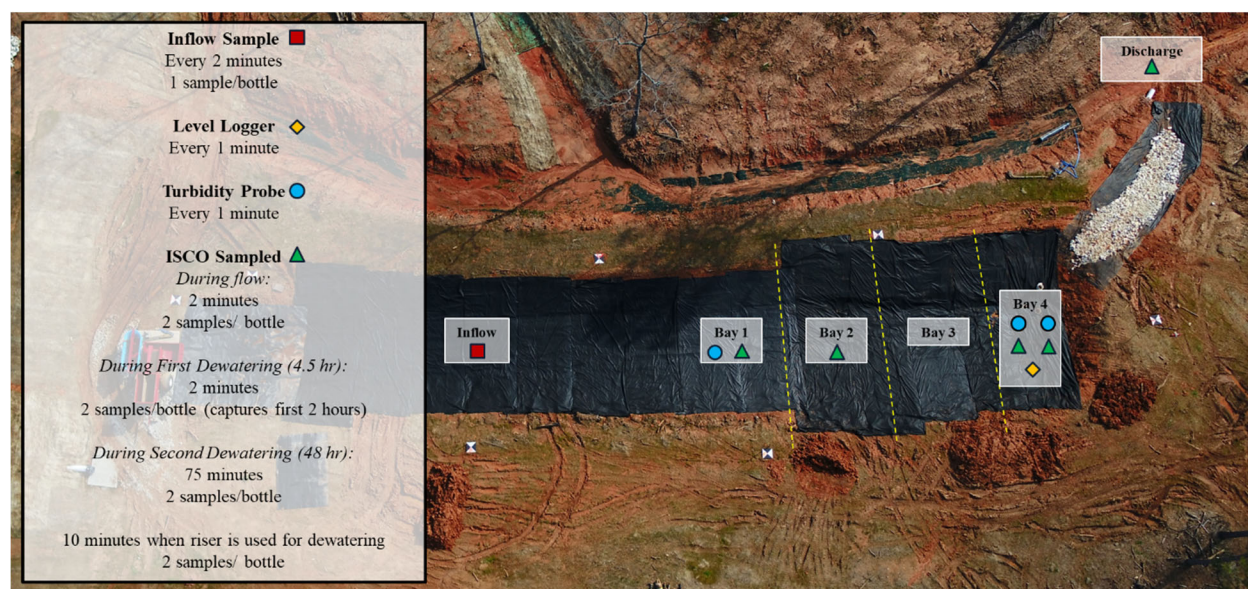 Inflow Sample
Every 2 minutes
1 sample/bottle
Level Logger
Every 1 minute
Turbidity Probe
Every 1 minute
ISCO Sampled
During flow:
2 minutes
2 samples/ bottle
During First Dewatering (4.5 hr):
2 minutes
2 samples/bottle (captures first 2 hours)
During Second Dewatering (48 hr):
75 minutes
2 samples/bottle
10 minutes when riser is used for dewatering
2 samples/ bottle
Inflow
Bay 1
Bay 2
Bay 3
Bay 4
Discharge